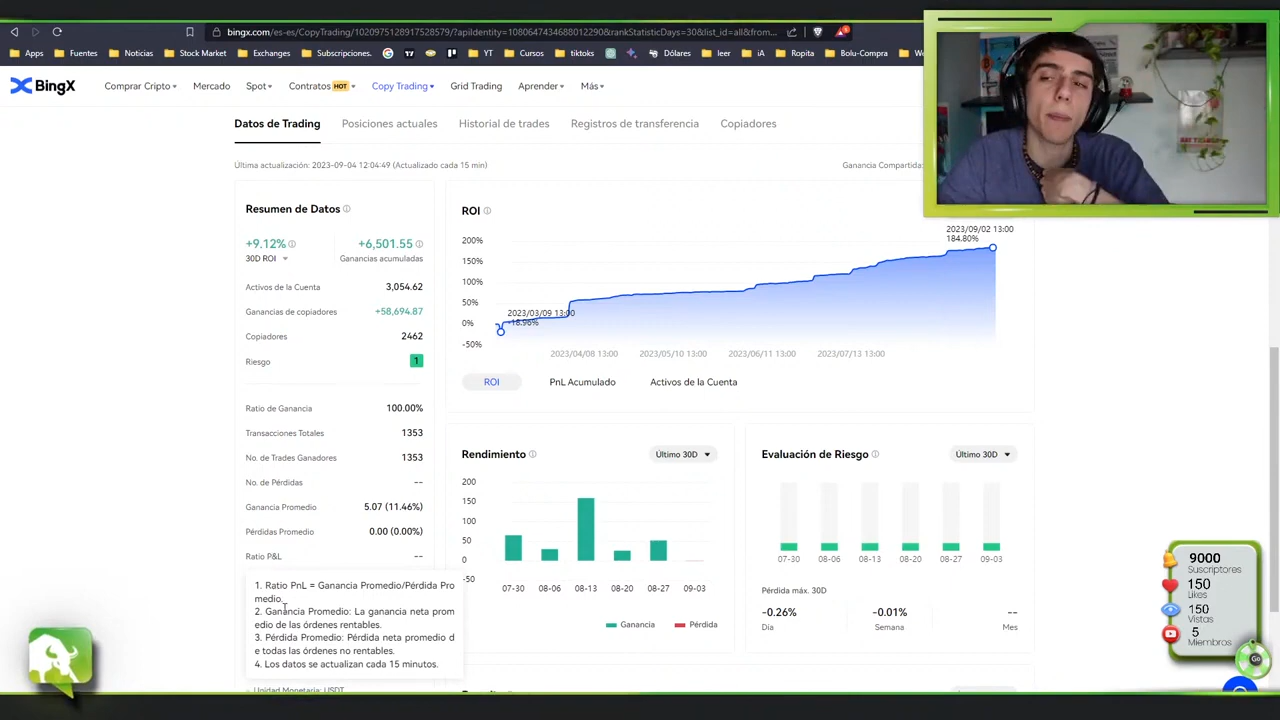 bingx.com/es-es/CopyTrading/1020975128917528579/?apiIdentity=1080647434688012290&rankStatisticDays=30&list_id=all&from...
Apps Fuentes Noticias Stock Market Exchanges Subscripciones. YT Cursos tiktoks Dólares leer iA Ropita Bolu-Compra
BingX Comprar Cripto Mercado Spot Contratos HOT Copy Trading Grid Trading Aprender Más
Datos de Trading Posiciones actuales Historial de trades Registros de transferencia Copiadores
Última actualización: 2023-09-04 12:04:49 (Actualizado cada 15 min) Ganancia Compartida:
Resumen de Datos
+9.12% +6,501.55
30D ROI Ganancias acumuladas
Activos de la Cuenta 3,054.62
Ganancias de copiadores +58,694.87
Copiadores 2462
Riesgo 1
Ratio de Ganancia 100.00%
Transacciones Totales 1353
No. de Trades Ganadores 1353
No. de Pérdidas --
Ganancia Promedio 5.07 (11.46%)
Pérdidas Promedio 0.00 (0.00%)
Ratio P&L --
1. Ratio PnL = Ganancia Promedio/Pérdida Pro
medio.
2. Ganancia Promedio: La ganancia neta prom
edio de las órdenes rentables.
3. Pérdida Promedio: Pérdida neta promedio d
e todas las órdenes no rentables.
4. Los datos se actualizan cada 15 minutos.
Unidad Monetaria: USDT
ROI
2023/09/02 13:00
184.80%
200%
150%
100%
50%
0%
-50%
2023/03/09 13:00
-18.96%
2023/04/08 13:00 2023/05/10 13:00 2023/06/11 13:00 2023/07/13 13:00
ROI PnL Acumulado Activos de la Cuenta
Rendimiento Último 30D
200
150
100
50
0
-50
07-30 08-06 08-13 08-20 08-27 09-03
Ganancia Pérdida
Evaluación de Riesgo Último 30D
07-30 08-06 08-13 08-20 08-27 09-03
Pérdida máx. 30D
-0.26% -0.01% --
Día Semana Mes
9000
Suscriptores
150
Likes
150
Vistas
5
Miembros
Go